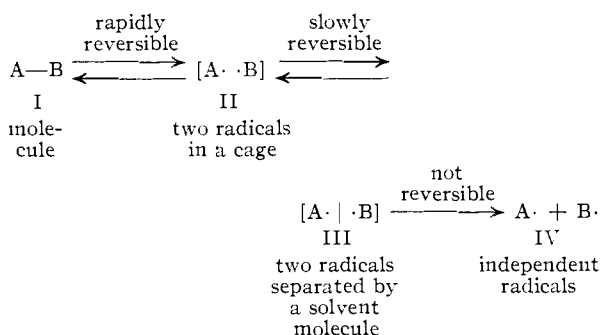 rapidly slowly
reversible reversible
A—B [A· ·B]
I II
mole- two radicals
cule in a cage
not
reversible
[A· | ·B] A· + B·
III IV
two radicals independent
separated by radicals
a solvent
molecule